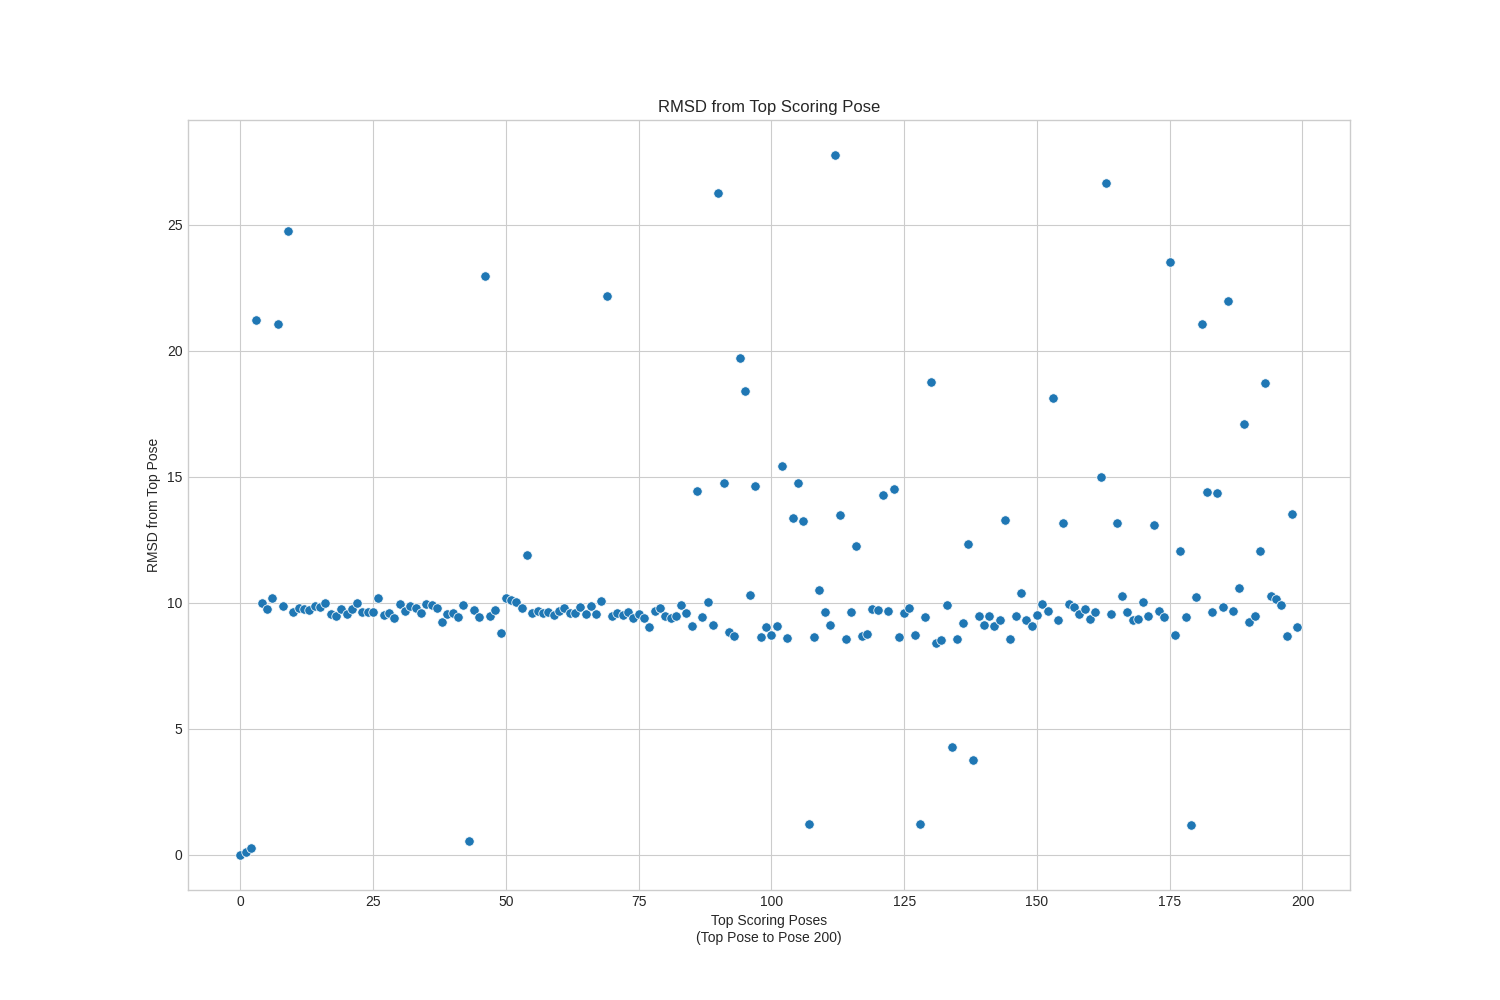 RMSD from Top Scoring Pose
25
20
15
10
5
0
RMSD from Top Pose
0 25 50 75 100 125 150 175 200
Top Scoring Poses
(Top Pose to Pose 200)